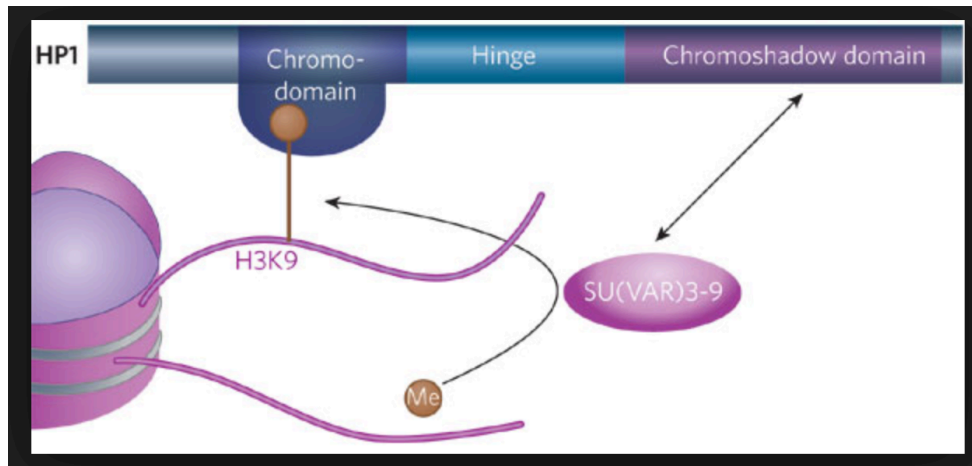 HP1
Chromo-
domain
Hinge
Chromoshadow domain
H3K9
SU(VAR)3-9
Me